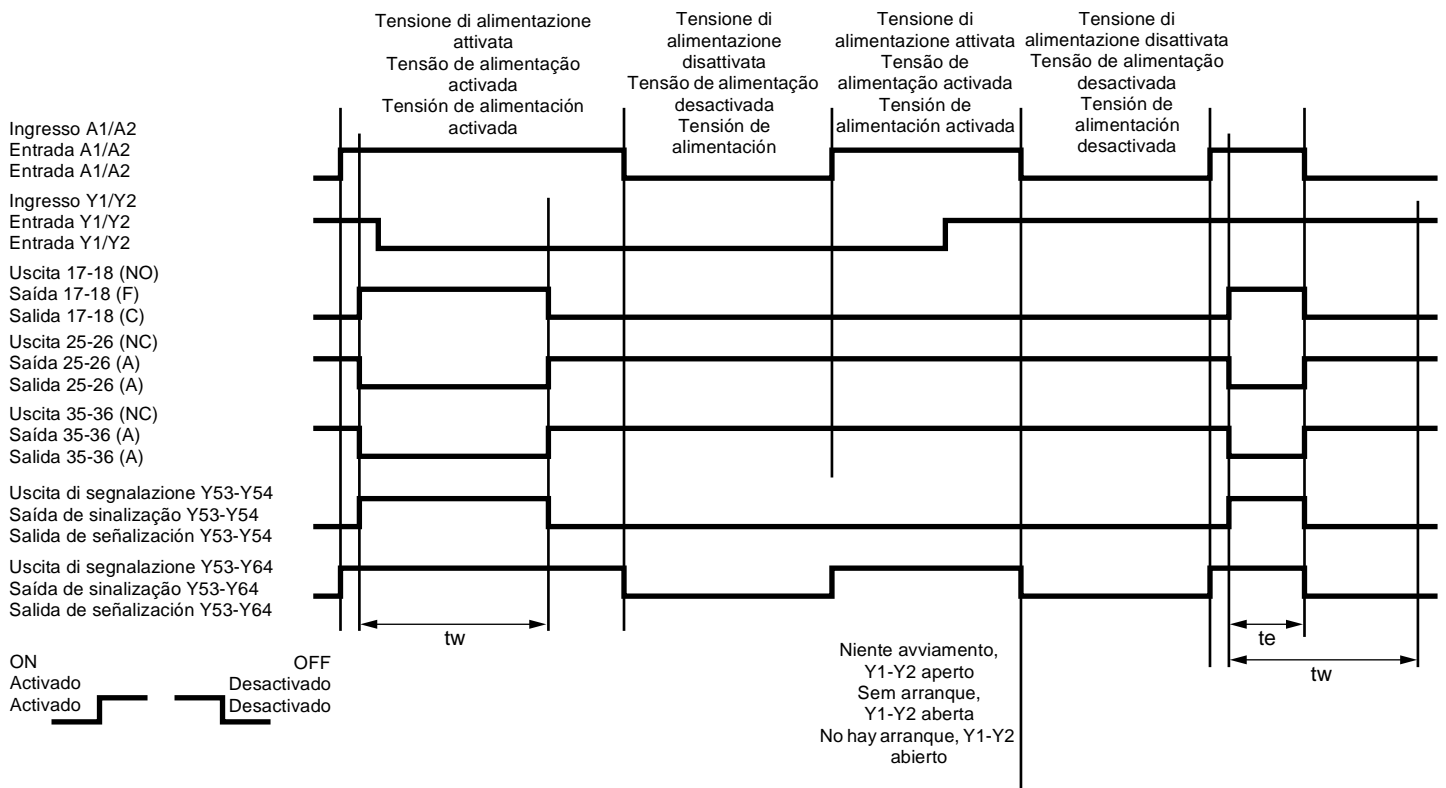 Tensione di alimentazione
attivata
Tensão de alimentação
activada
Tensión de alimentación
activada
Tensione di
alimentazione
disattivata
Tensão de alimentação
desactivada
Tensión de
alimentación
Tensione di
alimentazione attivata
Tensão de
alimentação activada
Tensión de
alimentación activada
Tensione di
alimentazione disattivata
Tensão de alimentação
desactivada
Tensión de
alimentación
desactivada
Ingresso A1/A2
Entrada A1/A2
Entrada A1/A2
Ingresso Y1/Y2
Entrada Y1/Y2
Entrada Y1/Y2
Uscita 17-18 (NO)
Saída 17-18 (F)
Salida 17-18 (C)
Uscita 25-26 (NC)
Saída 25-26 (A)
Salida 25-26 (A)
Uscita 35-36 (NC)
Saída 35-36 (A)
Salida 35-36 (A)
Uscita di segnalazione Y53-Y54
Saída de sinalização Y53-Y54
Salida de señalización Y53-Y54
Uscita di segnalazione Y53-Y64
Saída de sinalização Y53-Y64
Salida de señalización Y53-Y64
tw
te
tw
Niente avviamento,
Y1-Y2 aperto
Sem arranque,
Y1-Y2 aberta
No hay arranque, Y1-Y2
abierto
ON
Activado
Activado
OFF
Desactivado
Desactivado